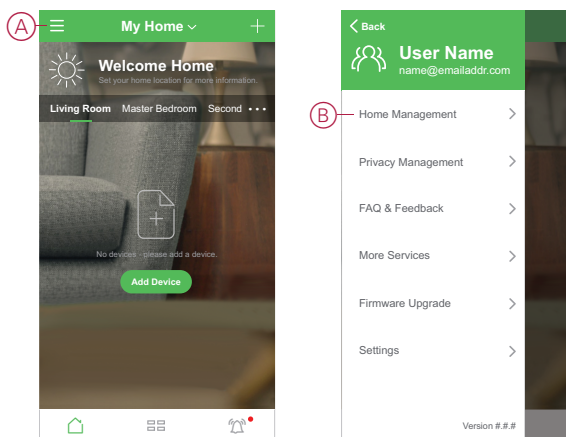 A
My Home
Welcome Home
Set your home location for more information.
Living Room Master Bedroom Second
No devices - please add a device.
Add Device
Back
User Name
name@emailaddr.com
B
Home Management
Privacy Management
FAQ & Feedback
More Services
Firmware Upgrade
Settings
Version #.#.#